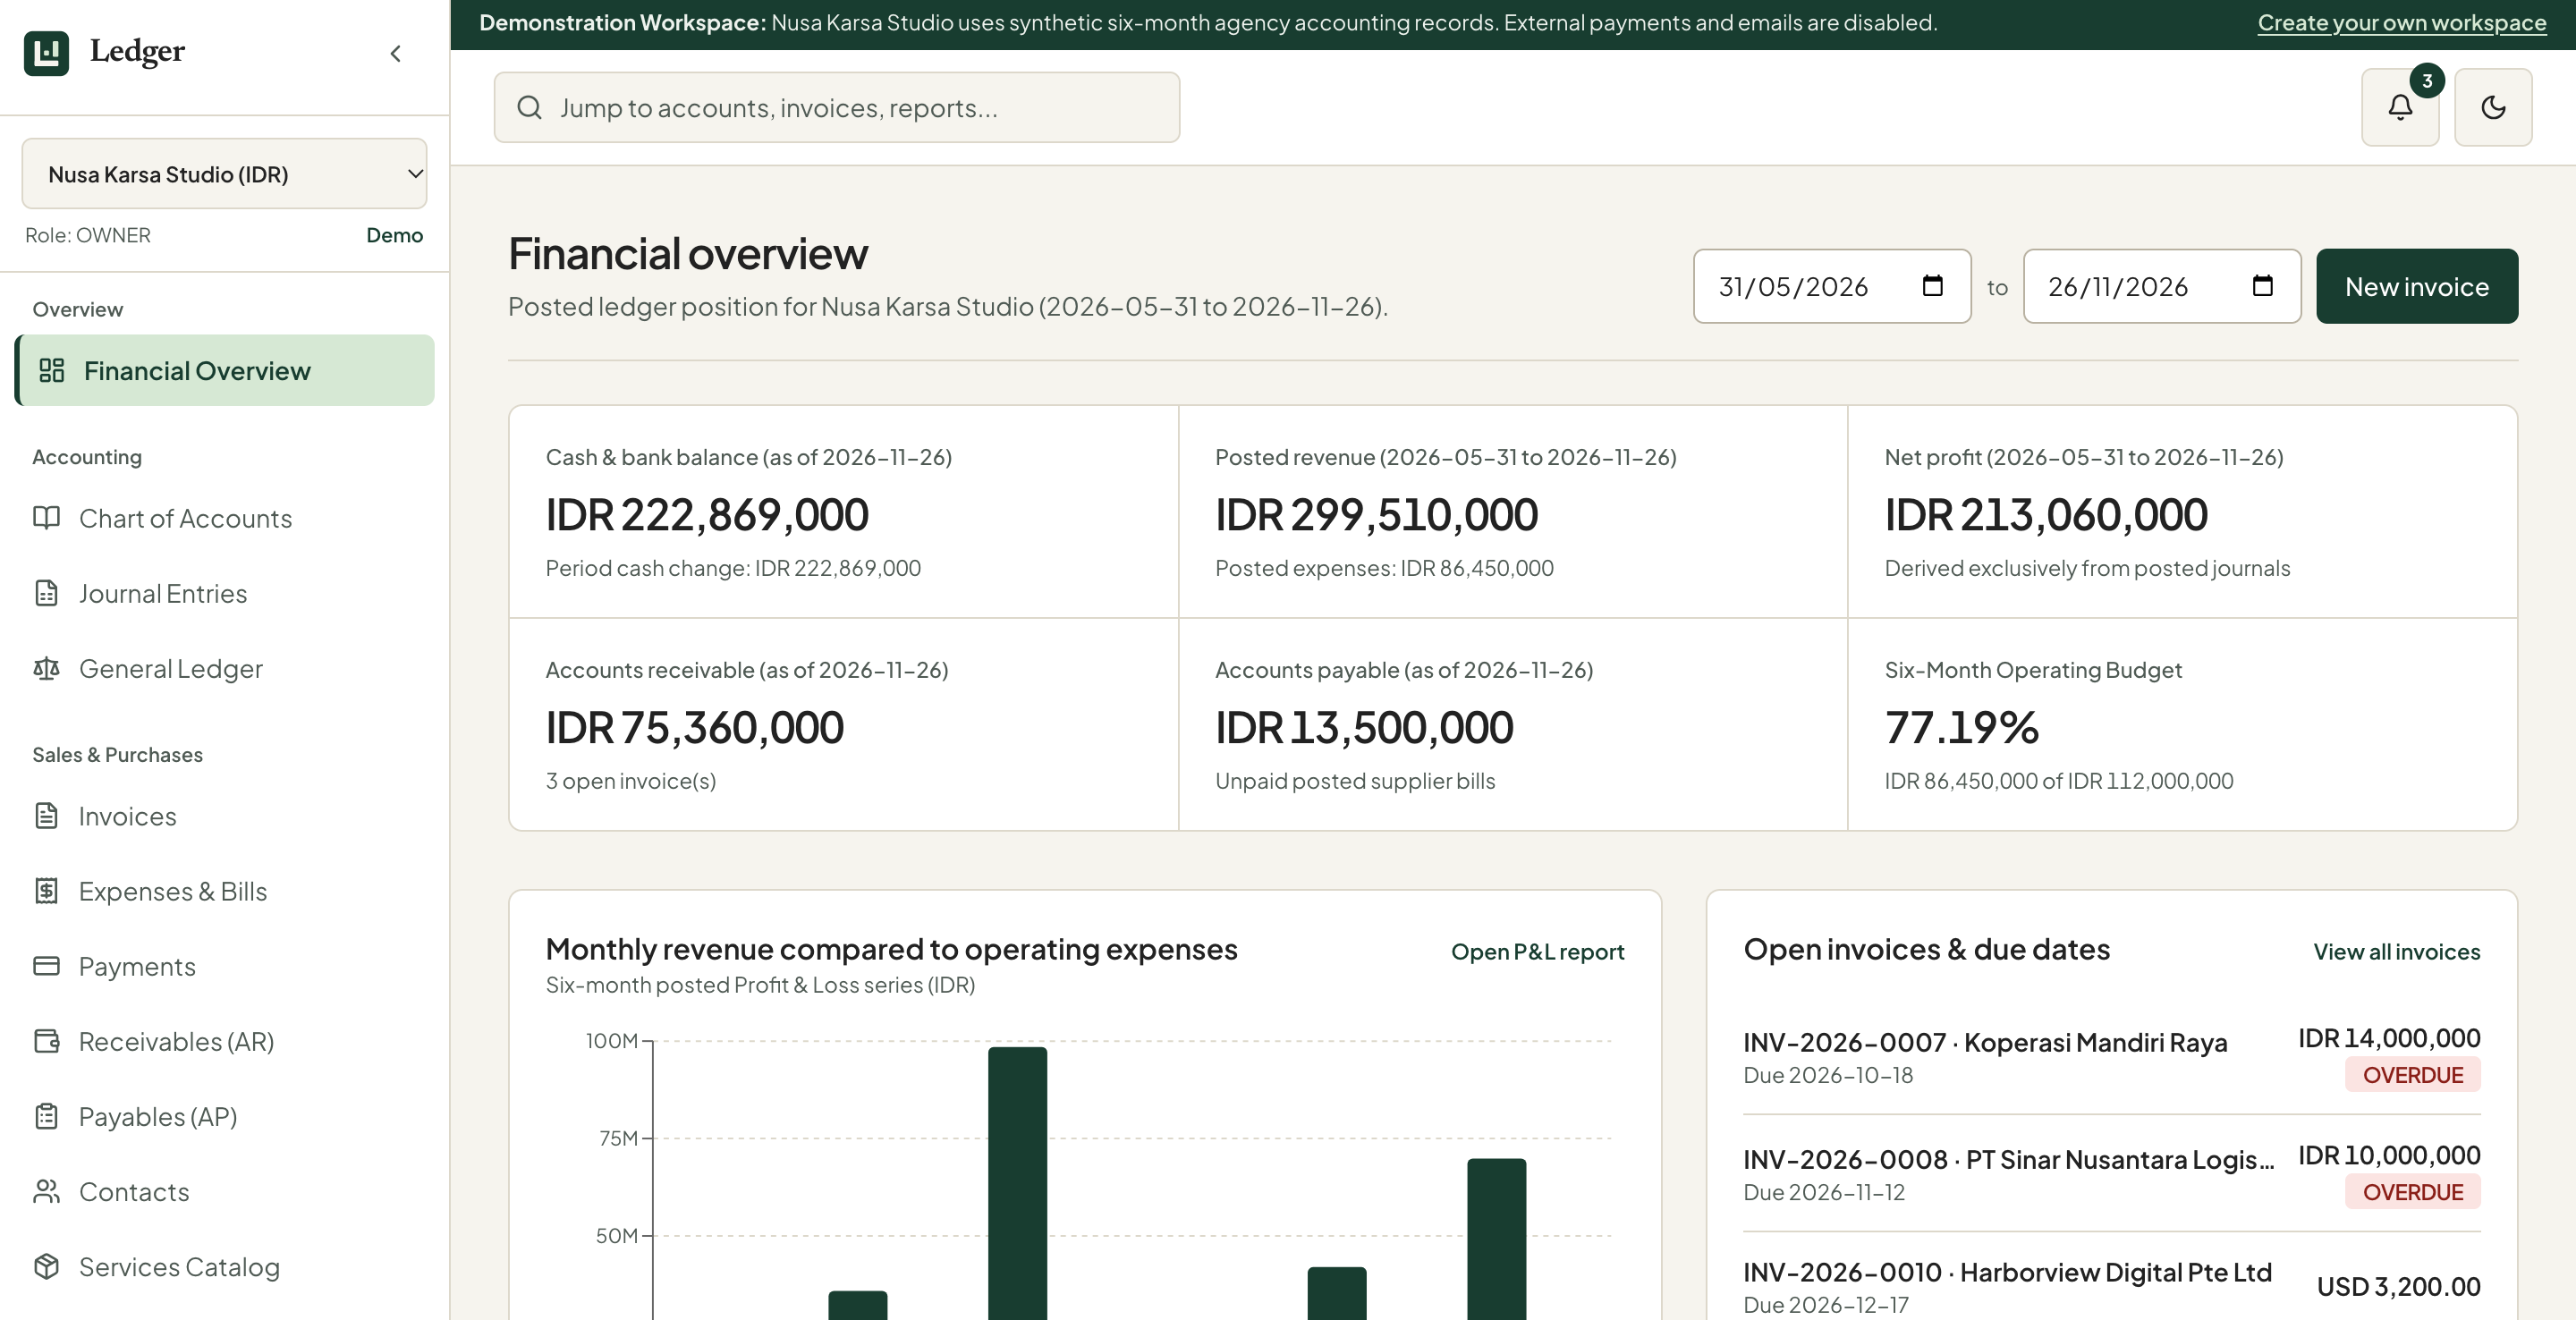 Demonstration Workspace: Nusa Karsa Studio uses synthetic six-month agency accounting records. External payments and emails are disabled.
Create your own workspace
Ledger
Jump to accounts, invoices, reports...
3
Nusa Karsa Studio (IDR)
Role: OWNER
Demo
Overview
Financial Overview
Accounting
Chart of Accounts
Journal Entries
General Ledger
Sales & Purchases
Invoices
Expenses & Bills
Payments
Receivables (AR)
Payables (AP)
Contacts
Services Catalog
Financial overview
Posted ledger position for Nusa Karsa Studio (2026-05-31 to 2026-11-26).
31/05/2026
to
26/11/2026
New invoice
Cash & bank balance (as of 2026-11-26)
IDR 222,869,000
Period cash change: IDR 222,869,000
Posted revenue (2026-05-31 to 2026-11-26)
IDR 299,510,000
Posted expenses: IDR 86,450,000
Net profit (2026-05-31 to 2026-11-26)
IDR 213,060,000
Derived exclusively from posted journals
Accounts receivable (as of 2026-11-26)
IDR 75,360,000
3 open invoice(s)
Accounts payable (as of 2026-11-26)
IDR 13,500,000
Unpaid posted supplier bills
Six-Month Operating Budget
77.19%
IDR 86,450,000 of IDR 112,000,000
Monthly revenue compared to operating expenses
Open P&L report
Six-month posted Profit & Loss series (IDR)
100M
75M
50M
Open invoices & due dates
View all invoices
INV-2026-0007 · Koperasi Mandiri Raya
IDR 14,000,000
Due 2026-10-18
OVERDUE
INV-2026-0008 · PT Sinar Nusantara Logis...
IDR 10,000,000
Due 2026-11-12
OVERDUE
INV-2026-0010 · Harborview Digital Pte Ltd
USD 3,200.00
Due 2026-12-17